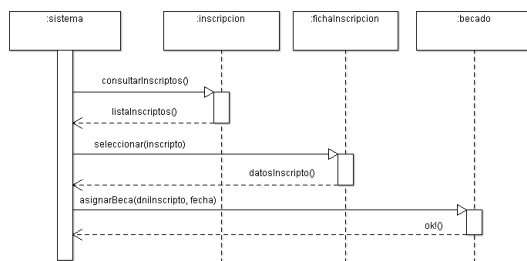 :sistema
:inscripcion
:fichaInscripcion
:becado
consultarInscriptos()
listaInscriptos()
seleccionar(inscripto)
datosInscripto()
asignarBeca(dniInscripto, fecha)
ok!()